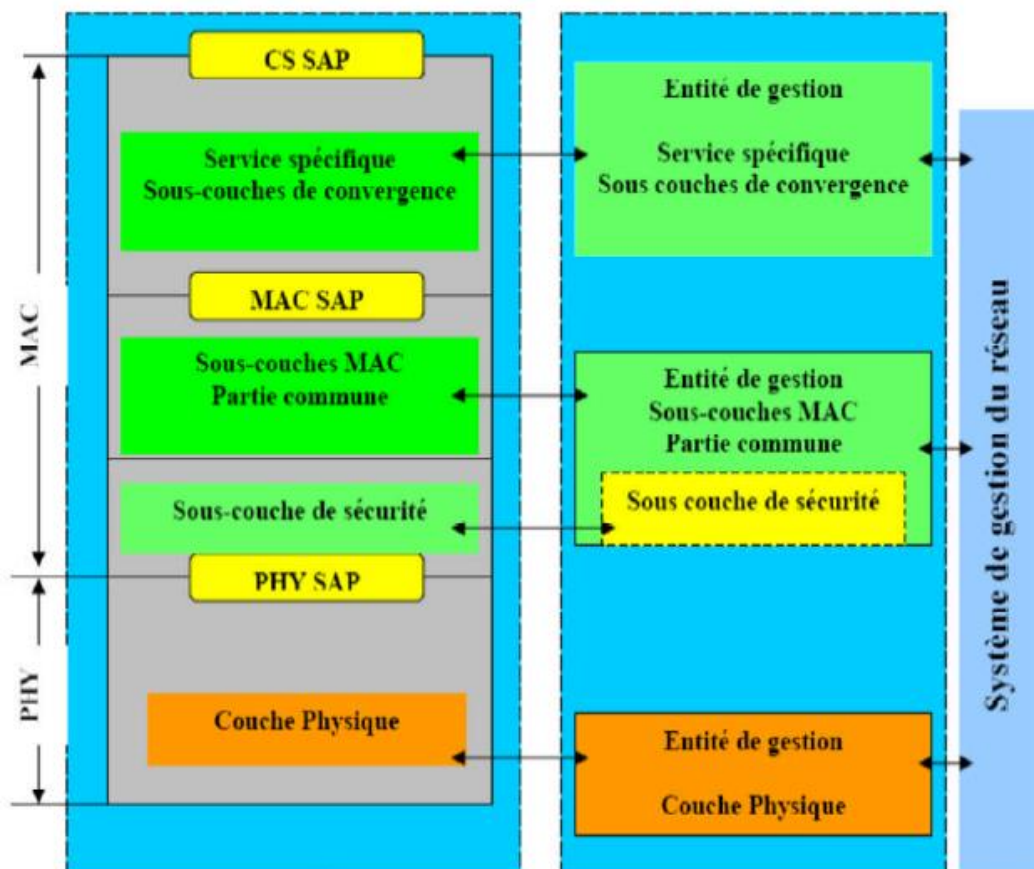 CS SAP
Service spécifique
Sous-couches de convergence
MAC SAP
Sous-couches MAC
Partie commune
Sous-couche de sécurité
PHY SAP
Couche Physique
MAC
PHY
Entité de gestion
Service spécifique
Sous couches de convergence
Entité de gestion
Sous-couches MAC
Partie commune
Sous couche de sécurité
Entité de gestion
Couche Physique
Système de gestion du réseau